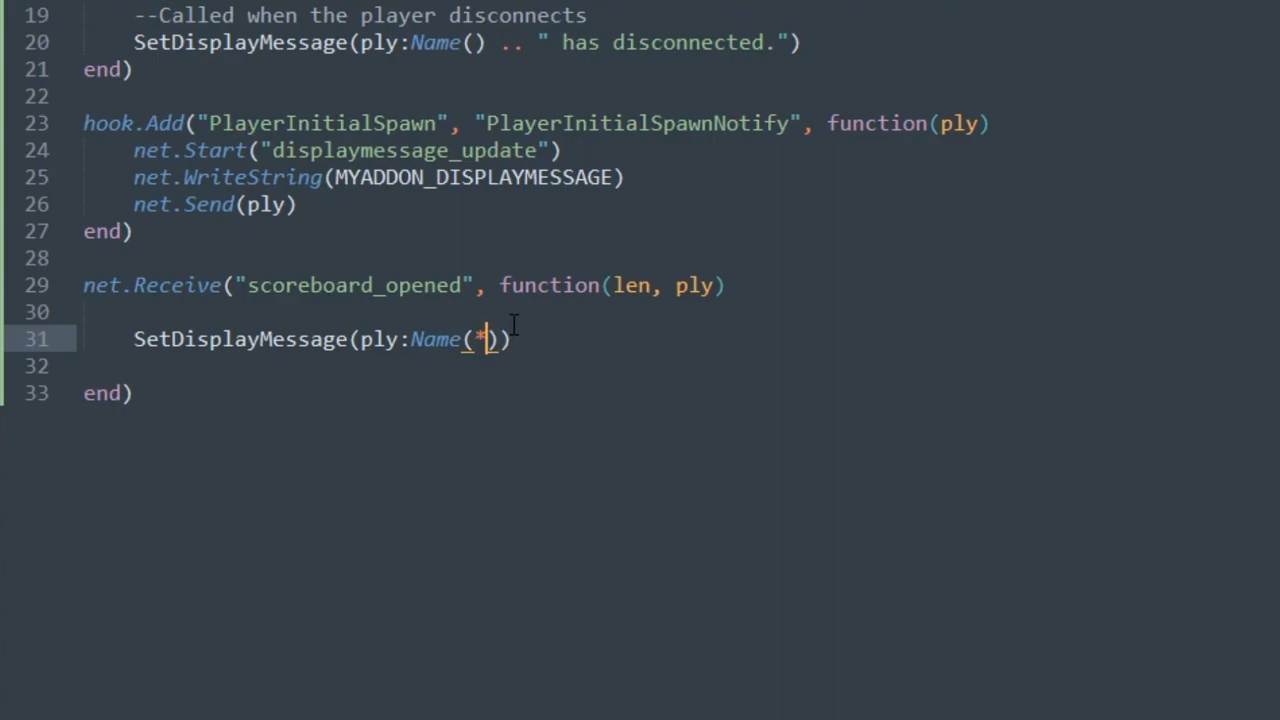 19 --Called when the player disconnects
20 SetDisplayMessage(ply:Name() .. " has disconnected.")
21 end)
22
23 hook.Add("PlayerInitialSpawn", "PlayerInitialSpawnNotify", function(ply)
24 net.Start("displaymessage_update")
25 net.WriteString(MYADDON_DISPLAYMESSAGE)
26 net.Send(ply)
27 end)
28
29 net.Receive("scoreboard_opened", function(len, ply)
30
31 SetDisplayMessage(ply:Name(*))
32
33 end)